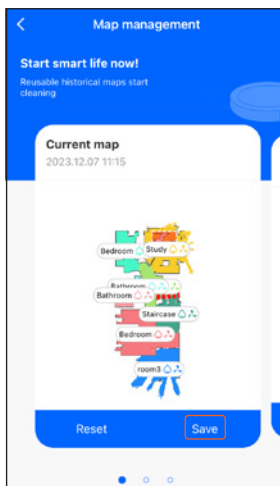 Map management
Start smart life now!
Reusable historical maps start
cleaning
Current map
2023.12.07 11:15
Bedroom
Study
Bathroom
Bathroom
Staircase
Bedroom
room3
Reset
Save